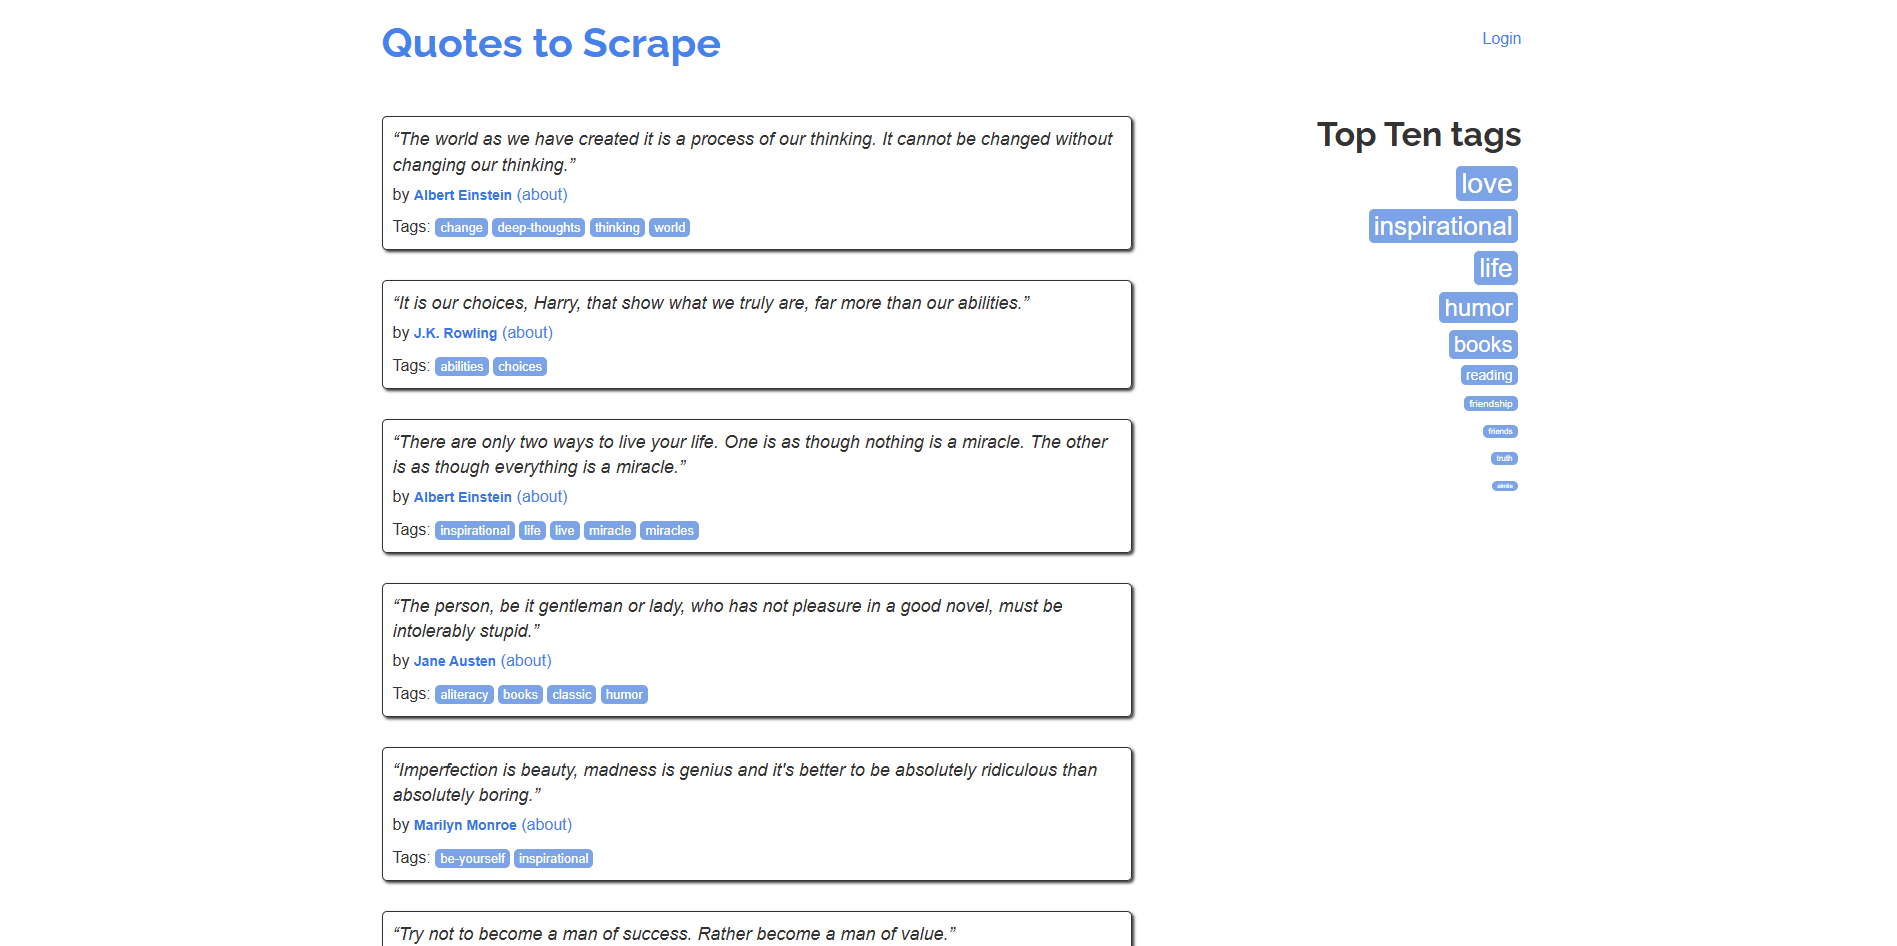 Quotes to Scrape
Login
“The world as we have created it is a process of our thinking. It cannot be changed without
changing our thinking.”
by Albert Einstein (about)
Tags: change deep-thoughts thinking world
“It is our choices, Harry, that show what we truly are, far more than our abilities.”
by J.K. Rowling (about)
Tags: abilities choices
“There are only two ways to live your life. One is as though nothing is a miracle. The other
is as though everything is a miracle.”
by Albert Einstein (about)
Tags: inspirational life live miracle miracles
“The person, be it gentleman or lady, who has not pleasure in a good novel, must be
intolerably stupid.”
by Jane Austen (about)
Tags: aliteracy books classic humor
“Imperfection is beauty, madness is genius and it's better to be absolutely ridiculous than
absolutely boring.”
by Marilyn Monroe (about)
Tags: be-yourself inspirational
“Try not to become a man of success. Rather become a man of value.”
Top Ten tags
love
inspirational
life
humor
books
reading
friendship
friends
truth
simile